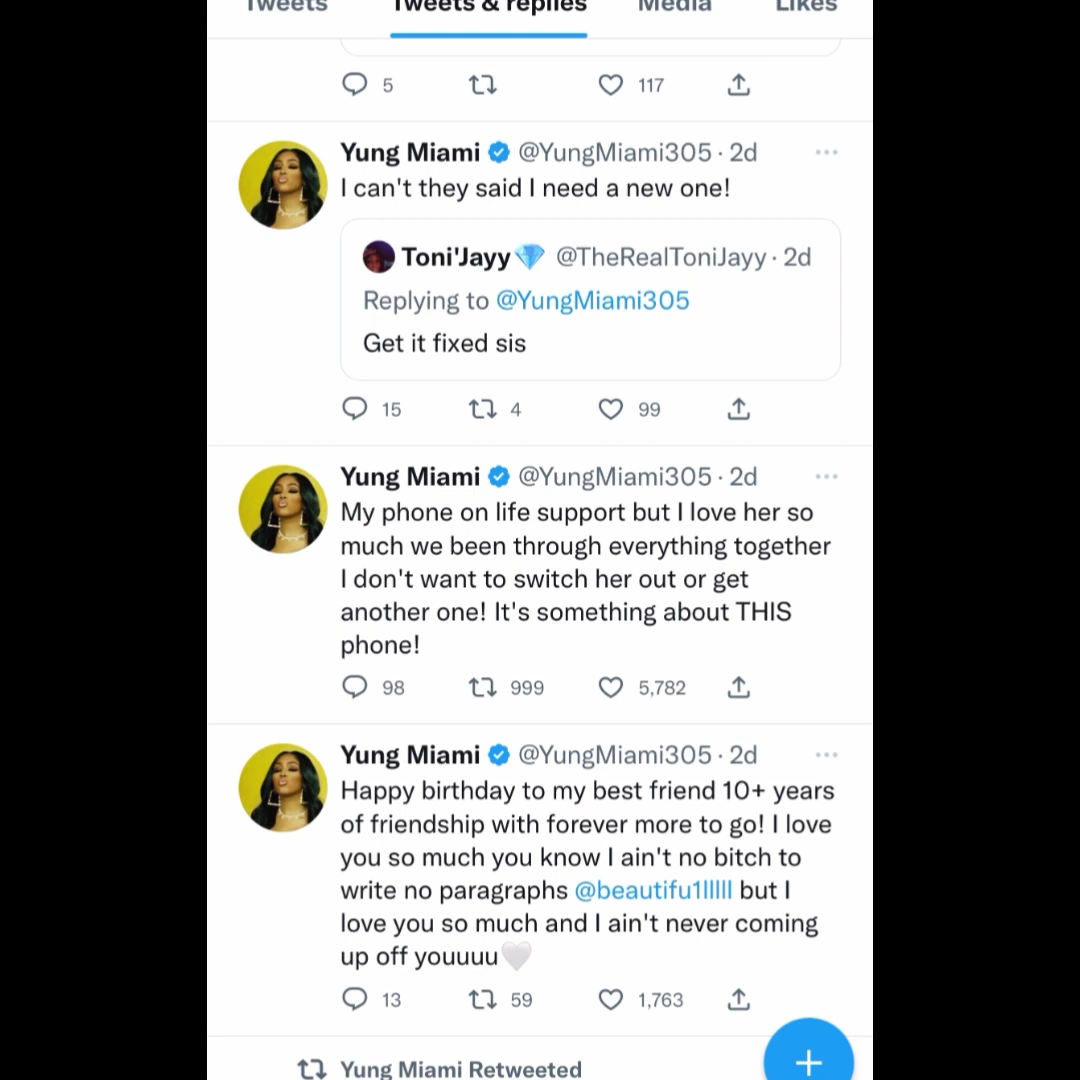 Tweets Tweets & replies Media Likes
5 117
Yung Miami @YungMiami305 · 2d
I can't they said I need a new one!
Toni'Jayy💎 @TheRealToniJayy · 2d
Replying to @YungMiami305
Get it fixed sis
15 4 99
Yung Miami @YungMiami305 · 2d
My phone on life support but I love her so
much we been through everything together
I don't want to switch her out or get
another one! It's something about THIS
phone!
98 999 5,782
Yung Miami @YungMiami305 · 2d
Happy birthday to my best friend 10+ years
of friendship with forever more to go! I love
you so much you know I ain't no bitch to
write no paragraphs @beautifu1lllll but I
love you so much and I ain't never coming
up off youuuu🤍
13 59 1,763
Yung Miami Retweeted